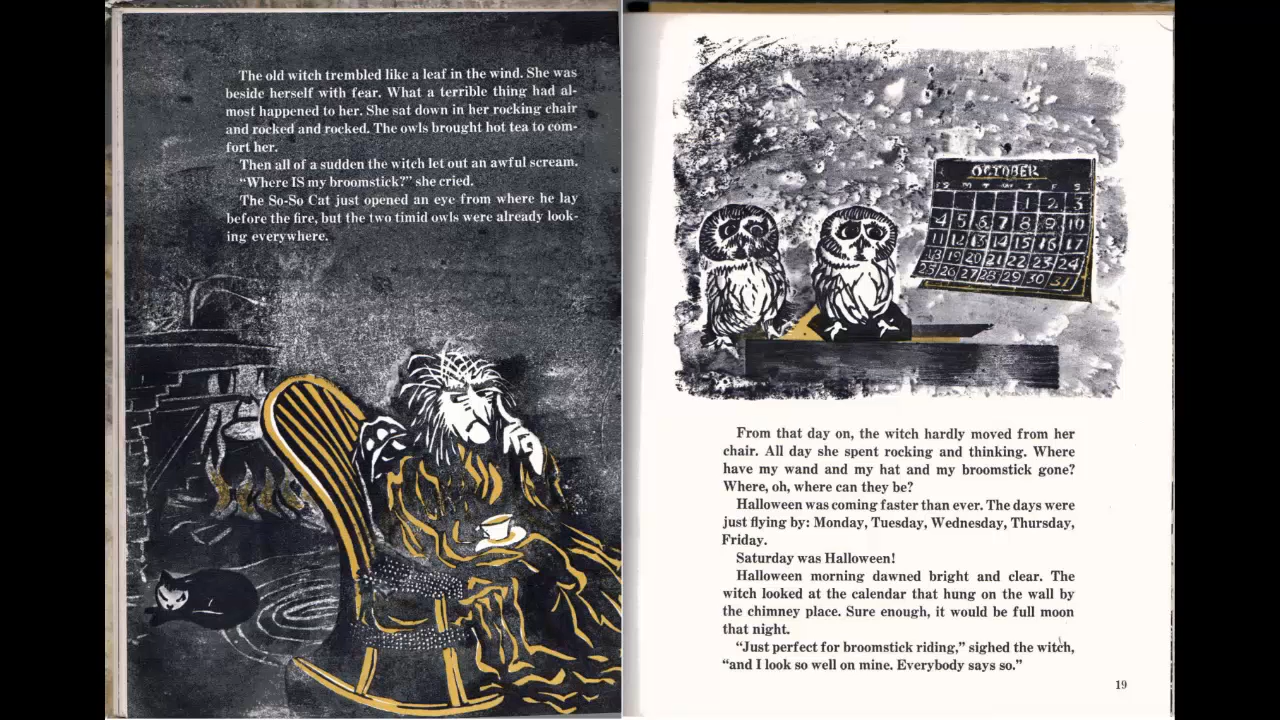 The old witch trembled like a leaf in the wind. She was
beside herself with fear. What a terrible thing had al-
most happened to her. She sat down in her rocking chair
and rocked and rocked. The owls brought hot tea to com-
fort her.
Then all of a sudden the witch let out an awful scream.
“Where IS my broomstick?” she cried.
The So-So Cat just opened an eye from where he lay
before the fire, but the two timid owls were already look-
ing everywhere.
OCTOBER
S M T W T F S
1 2 3
4 5 6 7 8 9 10
11 12 13 14 15 16 17
18 19 20 21 22 23 24
25 26 27 28 29 30 31
From that day on, the witch hardly moved from her
chair. All day she spent rocking and thinking. Where
have my wand and my hat and my broomstick gone?
Where, oh, where can they be?
Halloween was coming faster than ever. The days were
just flying by: Monday, Tuesday, Wednesday, Thursday,
Friday.
Saturday was Halloween!
Halloween morning dawned bright and clear. The
witch looked at the calendar that hung on the wall by
the chimney place. Sure enough, it would be full moon
that night.
“Just perfect for broomstick riding,” sighed the witch,
“and I look so well on mine. Everybody says so.”
19